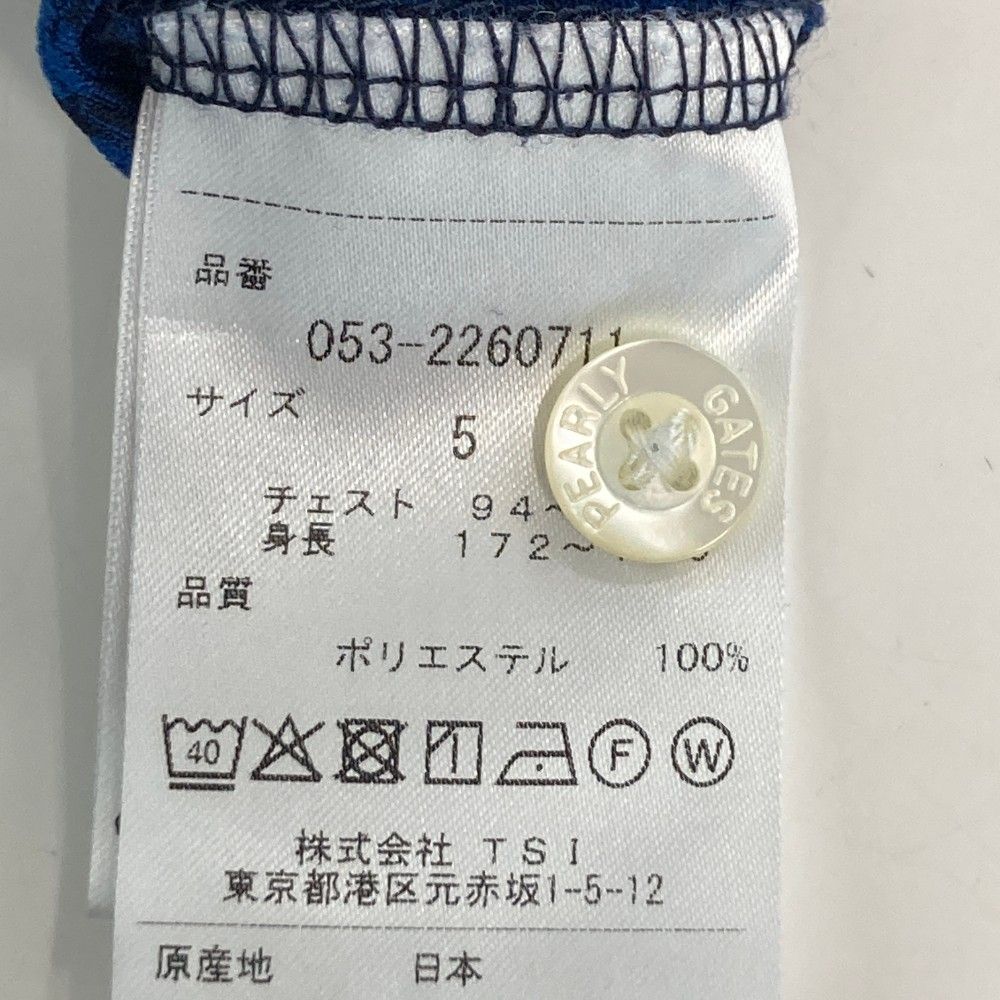 品番
053-2260711
サイズ
5
チェスト 94~
身長 172~
品質
ポリエステル 100%
40
F
W
株式会社 TSI
東京都港区元赤坂1-5-12
原産地 日本
PEARLY GATES